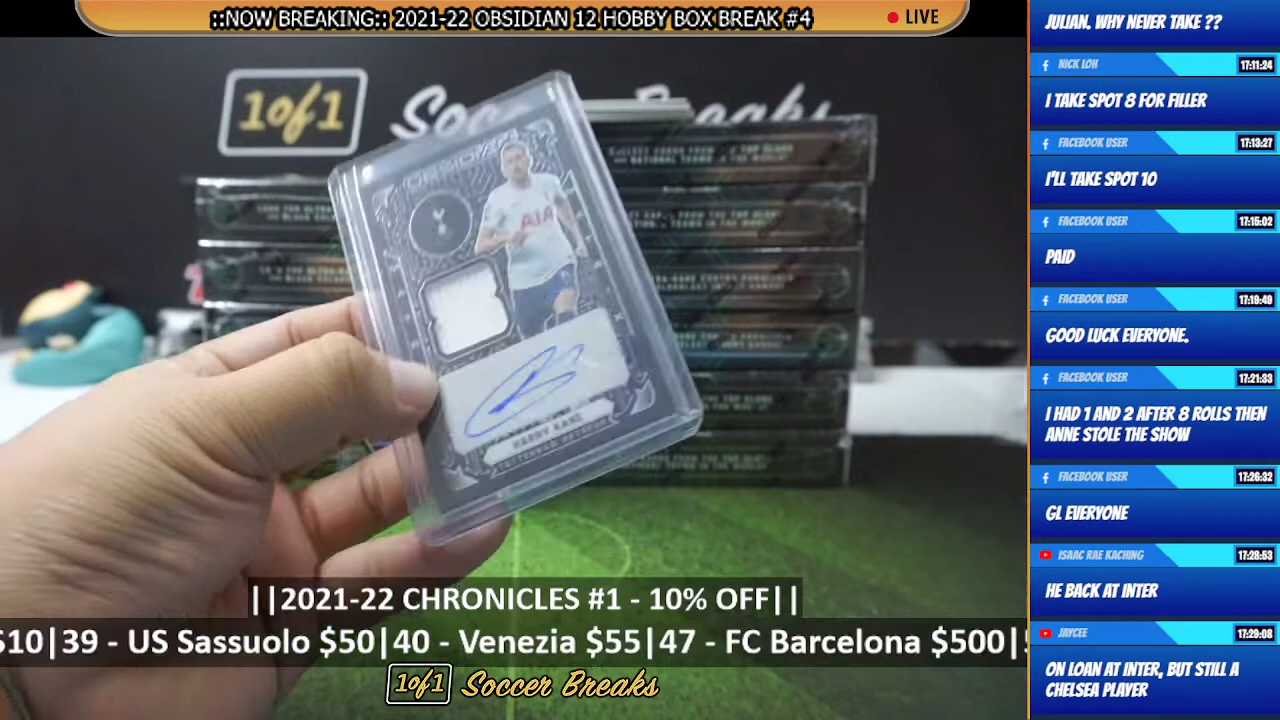 ::NOW BREAKING:: 2021-22 OBSIDIAN 12 HOBBY BOX BREAK #4
LIVE
1of1
Soccer Breaks
AIA
HARRY KANE
TOTTENHAM HOTSPUR
||2021-22 CHRONICLES #1 - 10% OFF||
$10|39 - US Sassuolo $50|40 - Venezia $55|47 - FC Barcelona $500|
1of1 Soccer Breaks
JULIAN. WHY NEVER TAKE ??
NICK LOH 17:11:24
I TAKE SPOT 8 FOR FILLER
FACEBOOK USER 17:13:27
I'LL TAKE SPOT 10
FACEBOOK USER 17:15:02
PAID
FACEBOOK USER 17:19:49
GOOD LUCK EVERYONE.
FACEBOOK USER 17:21:33
I HAD 1 AND 2 AFTER 8 ROLLS THEN
ANNE STOLE THE SHOW
FACEBOOK USER 17:26:32
GL EVERYONE
ISAAC RAE KACHING 17:28:53
HE BACK AT INTER
JAYCEE 17:29:08
ON LOAN AT INTER, BUT STILL A
CHELSEA PLAYER